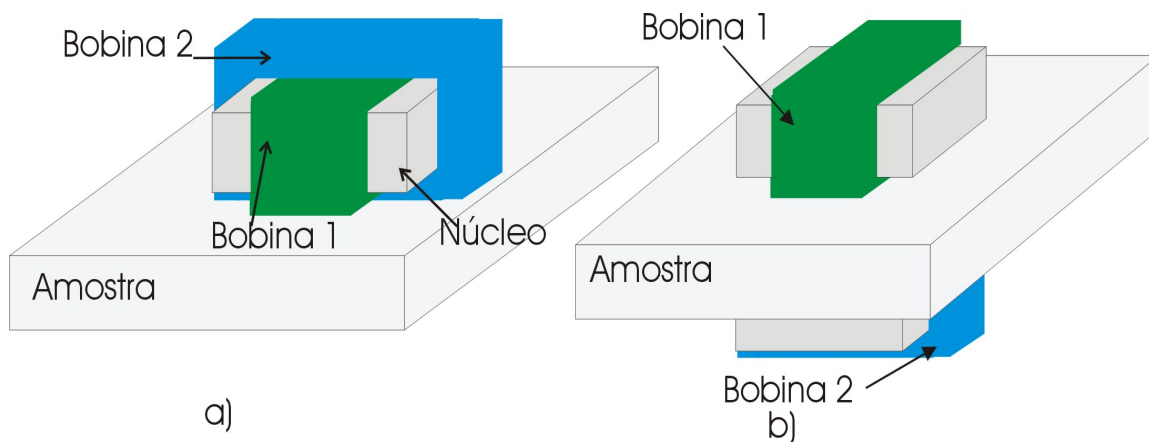 Bobina 2
Bobina 1
Núcleo
Amostra
a)
Bobina 1
Amostra
Bobina 2
b)